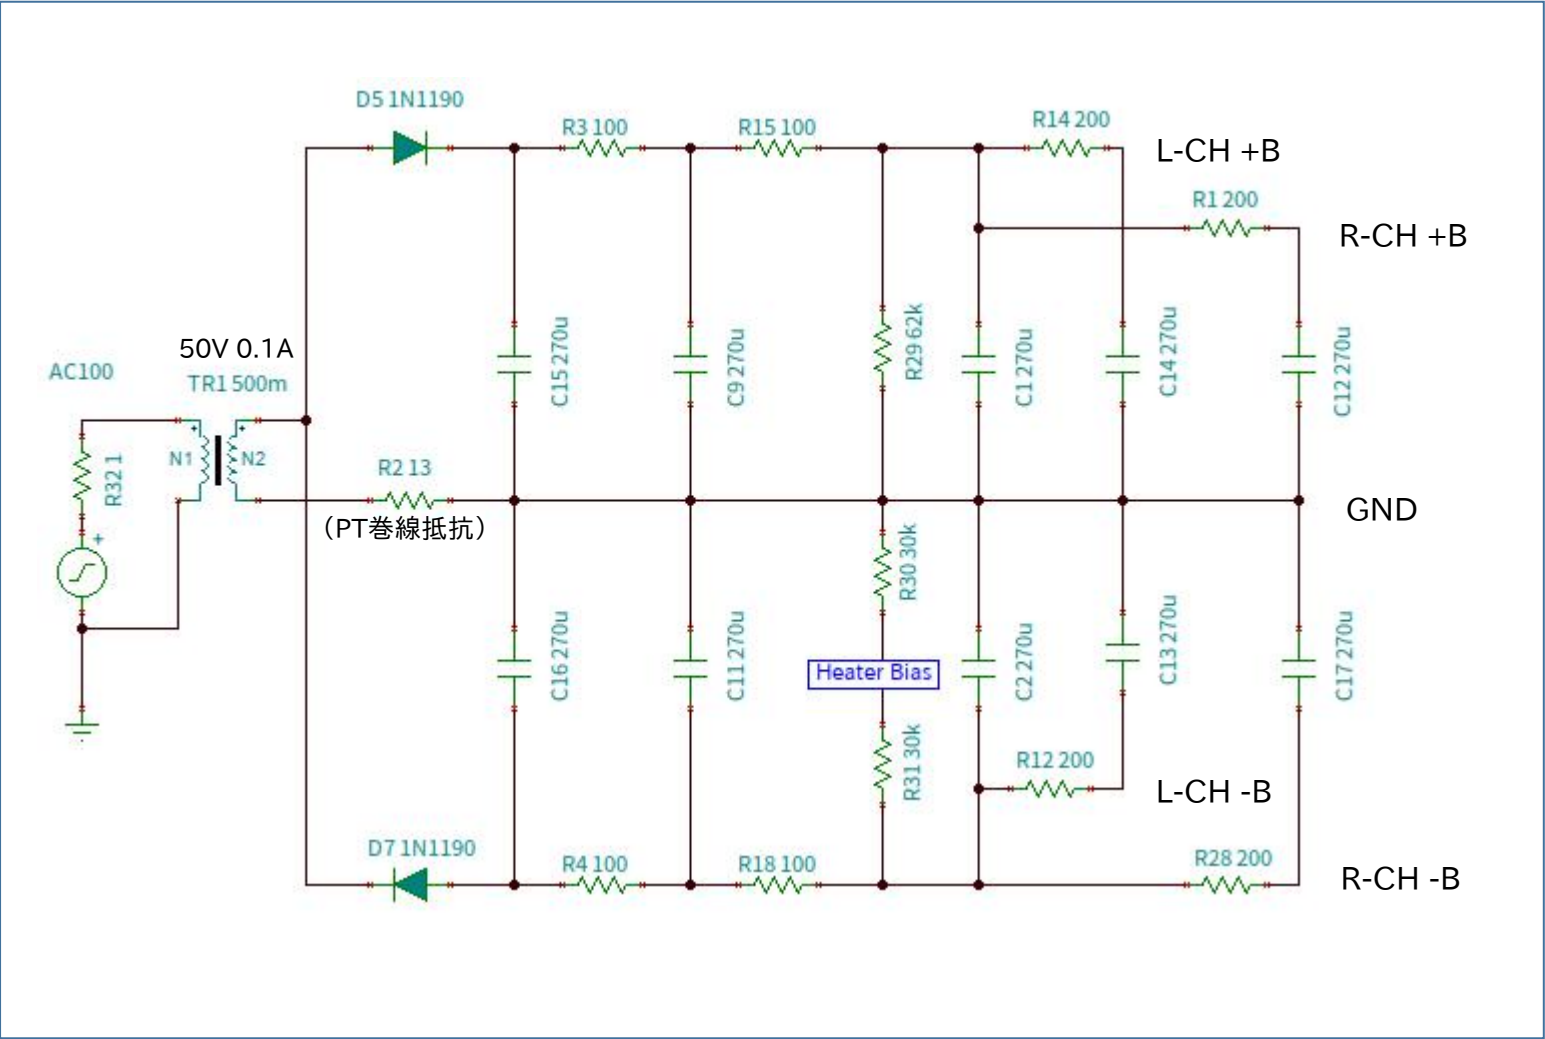 D5 1N1190
R3 100
R15 100
R14 200
L-CH +B
R1 200
R-CH +B
50V 0.1A
AC100
TR1 500m
C15 270u
C9 270u
R29 62k
C1 270u
C14 270u
C12 270u
+
+
N1
N2
R32 1
R2 13
(PT巻線抵抗)
GND
+
R30 30k
C16 270u
C11 270u
Heater Bias
C2 270u
C13 270u
C17 270u
R31 30k
R12 200
L-CH -B
D7 1N1190
R4 100
R18 100
R28 200
R-CH -B